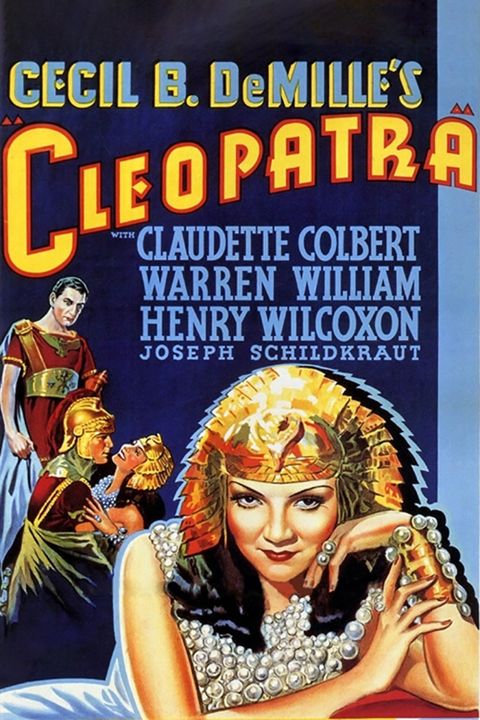 CECIL B. DeMILLE'S
"CLEOPATRA"
WITH CLAUDETTE COLBERT
WARREN WILLIAM
HENRY WILCOXON
JOSEPH SCHILDKRAUT